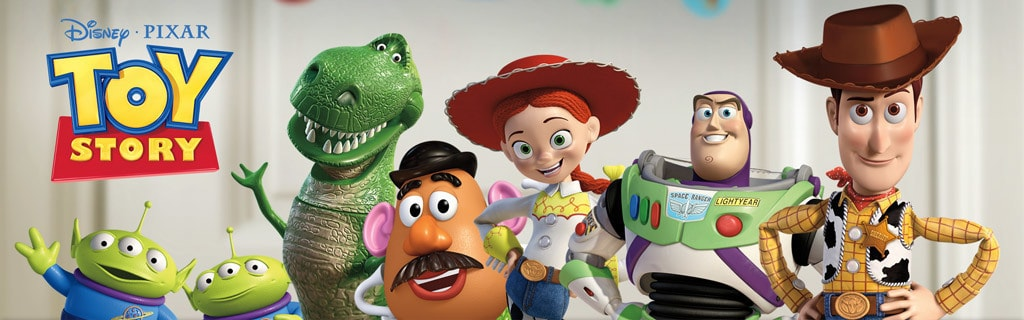 Disney · PIXAR
TOY
STORY
SPACE RANGER
LIGHTYEAR